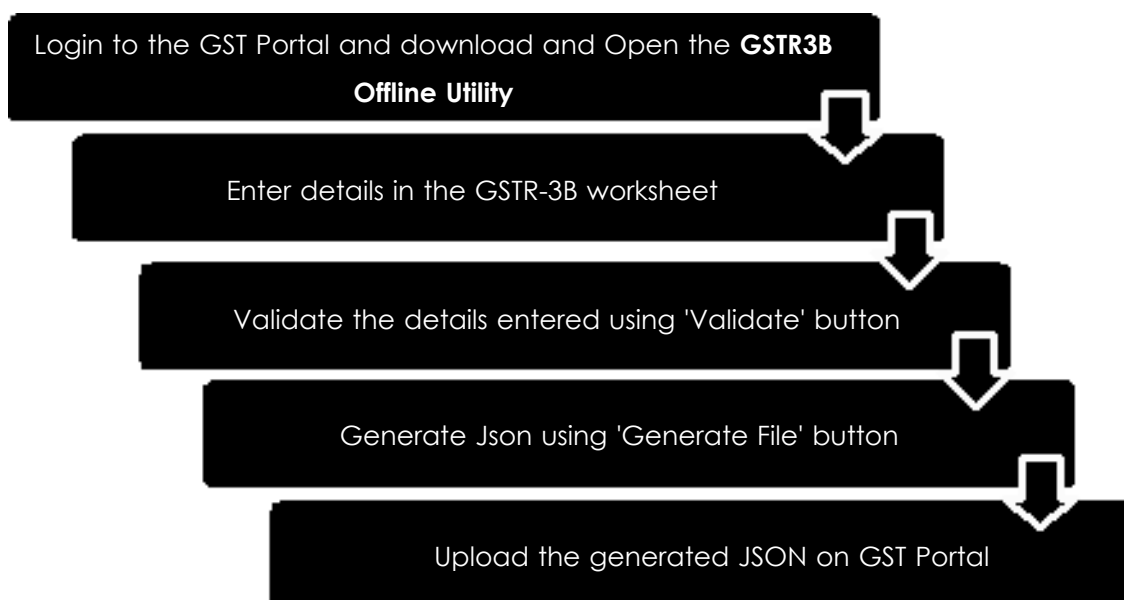 Login to the GST Portal and download and Open the GSTR3B
Offline Utility
Enter details in the GSTR-3B worksheet
Validate the details entered using 'Validate' button
Generate Json using 'Generate File' button
Upload the generated JSON on GST Portal